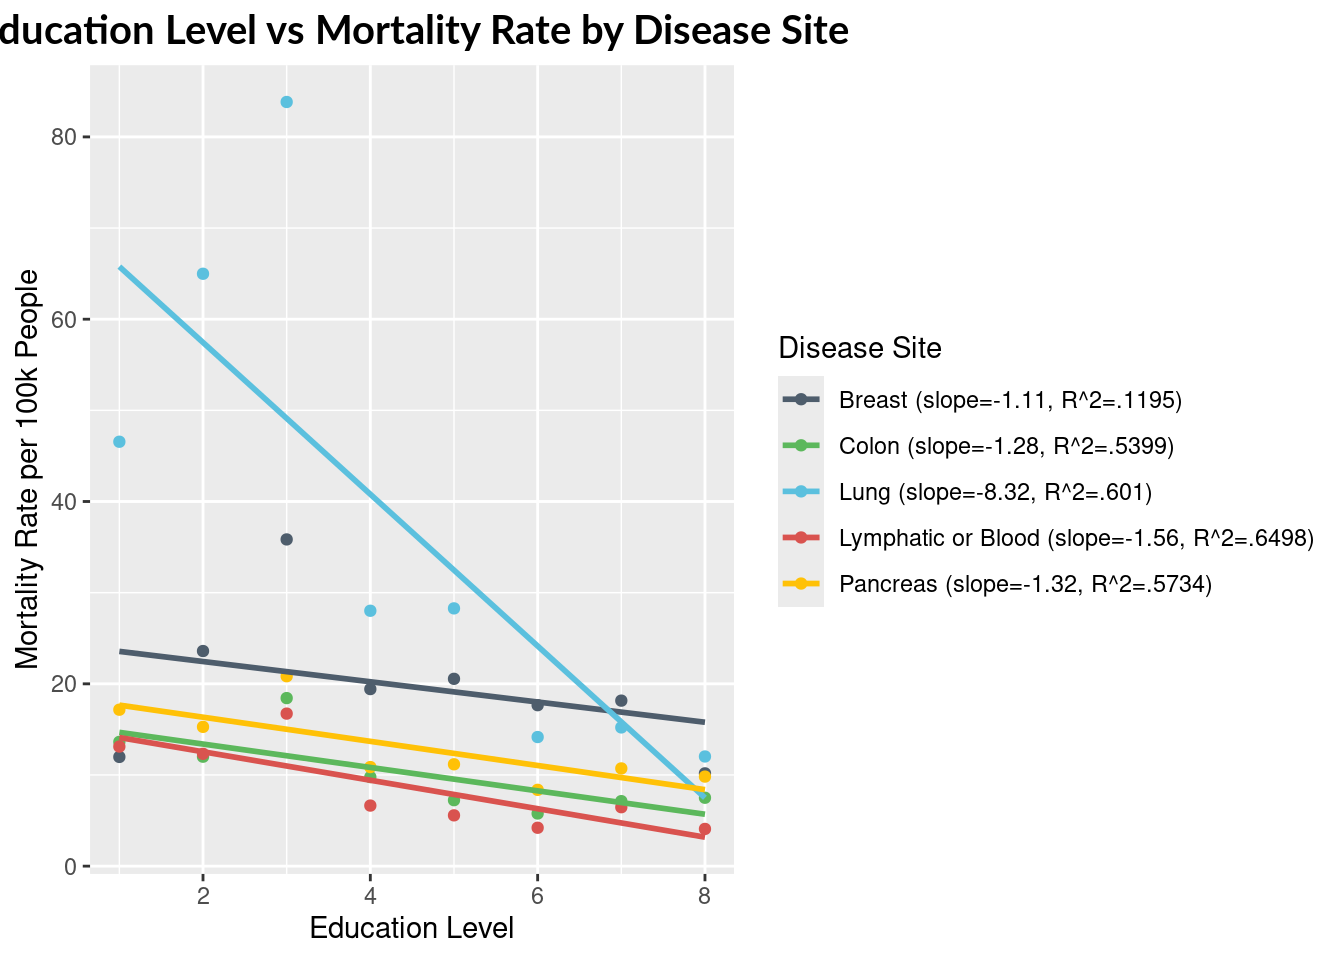 ducation Level vs Mortality Rate by Disease Site
80
60
40
20
0
Mortality Rate per 100k People
2 4 6 8
Education Level
Disease Site
Breast (slope=-1.11, R^2=.1195)
Colon (slope=-1.28, R^2=.5399)
Lung (slope=-8.32, R^2=.601)
Lymphatic or Blood (slope=-1.56, R^2=.6498)
Pancreas (slope=-1.32, R^2=.5734)